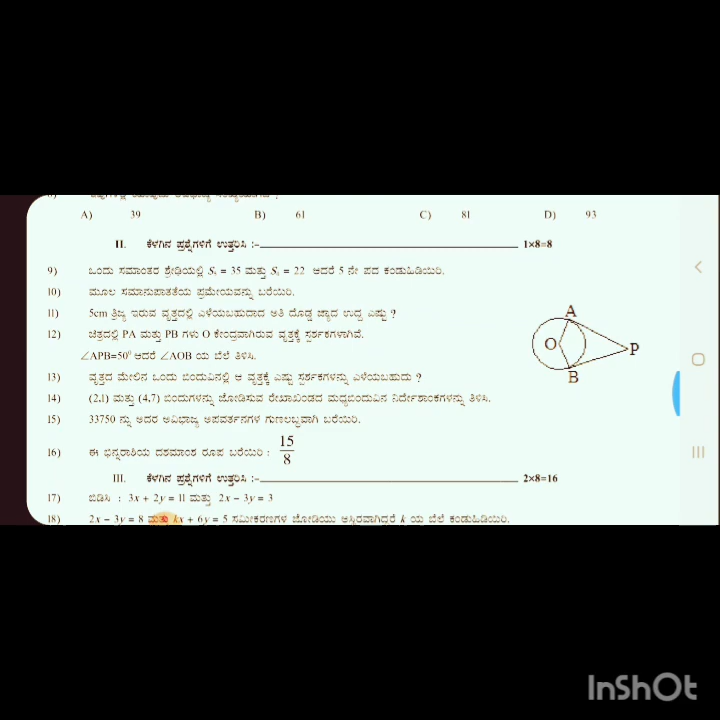 A) 39 B) 61 C) 81 D) 93
II. ಕೆಳಗಿನ ಪ್ರಶ್ನೆಗಳಿಗೆ ಉತ್ತರಿಸಿ :- 1×8=8
9) ಒಂದು ಸಮಾಂತರ ಶ್ರೇಢಿಯಲ್ಲಿ = 35 ಮತ್ತು = 22 ಆದರೆ 5 ನೇ ಪದ ಕಂಡುಹಿಡಿಯಿರಿ.
10) ಮೂಲ ಸಮಾನುಪಾತತೆಯ ಪ್ರಮೇಯವನ್ನು ಬರೆಯಿರಿ.
11) 5cm ತ್ರಿಜ್ಯ ಇರುವ ವೃತ್ತದಲ್ಲಿ ಎಳೆಯಬಹುದಾದ ಅತಿ ದೊಡ್ಡ ಜ್ಯಾದ ಉದ್ದ ಎಷ್ಟು ?
12) ಚಿತ್ರದಲ್ಲಿ PA ಮತ್ತು PB ಗಳು O ಕೇಂದ್ರವಾಗಿರುವ ವೃತ್ತಕ್ಕೆ ಸ್ಪರ್ಶಕಗಳಾಗಿವೆ.
∠APB=50⁰ ಆದರೆ ∠AOB ಯ ಬೆಲೆ ತಿಳಿಸಿ.
A
O
P
B
13) ವೃತ್ತದ ಮೇಲಿನ ಒಂದು ಬಿಂದುವಿನಲ್ಲಿ ಆ ವೃತ್ತಕ್ಕೆ ಎಷ್ಟು ಸ್ಪರ್ಶಕಗಳನ್ನು ಎಳೆಯಬಹುದು ?
14) (2,1) ಮತ್ತು (4,7) ಬಿಂದುಗಳನ್ನು ಜೋಡಿಸುವ ರೇಖಾಖಂಡದ ಮಧ್ಯಬಿಂದುವಿನ ನಿರ್ದೇಶಾಂಕಗಳನ್ನು ತಿಳಿಸಿ.
15) 33750 ನ್ನು ಅದರ ಅವಿಭಾಜ್ಯ ಅಪವರ್ತನಗಳ ಗುಣಲಬ್ಧವಾಗಿ ಬರೆಯಿರಿ.
16) ಈ ಭಿನ್ನರಾಶಿಯ ದಶಮಾಂಶ ರೂಪ ಬರೆಯಿರಿ : 15/8
III. ಕೆಳಗಿನ ಪ್ರಶ್ನೆಗಳಿಗೆ ಉತ್ತರಿಸಿ :- 2×8=16
17) ಬಿಡಿಸಿ : 3x + 2y = 11 ಮತ್ತು 2x − 3y = 3
18) 2x − 3y = 8 ಮತ್ತು kx + 6y = 5 ಸಮೀಕರಣಗಳ ಜೋಡಿಯು ಅಸ್ಥಿರವಾಗಿದ್ದರೆ k ಯ ಬೆಲೆ ಕಂಡುಹಿಡಿಯಿರಿ.
InShOt